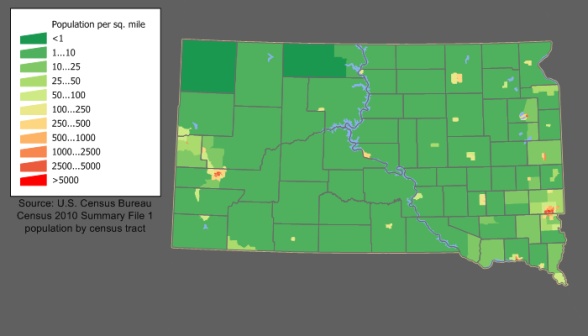 Population per sq. mile
<1
1...10
10...25
25...50
50...100
100...250
250...500
500...1000
1000...2500
2500...5000
>5000
Source: U.S. Census Bureau
Census 2010 Summary File 1
population by census tract